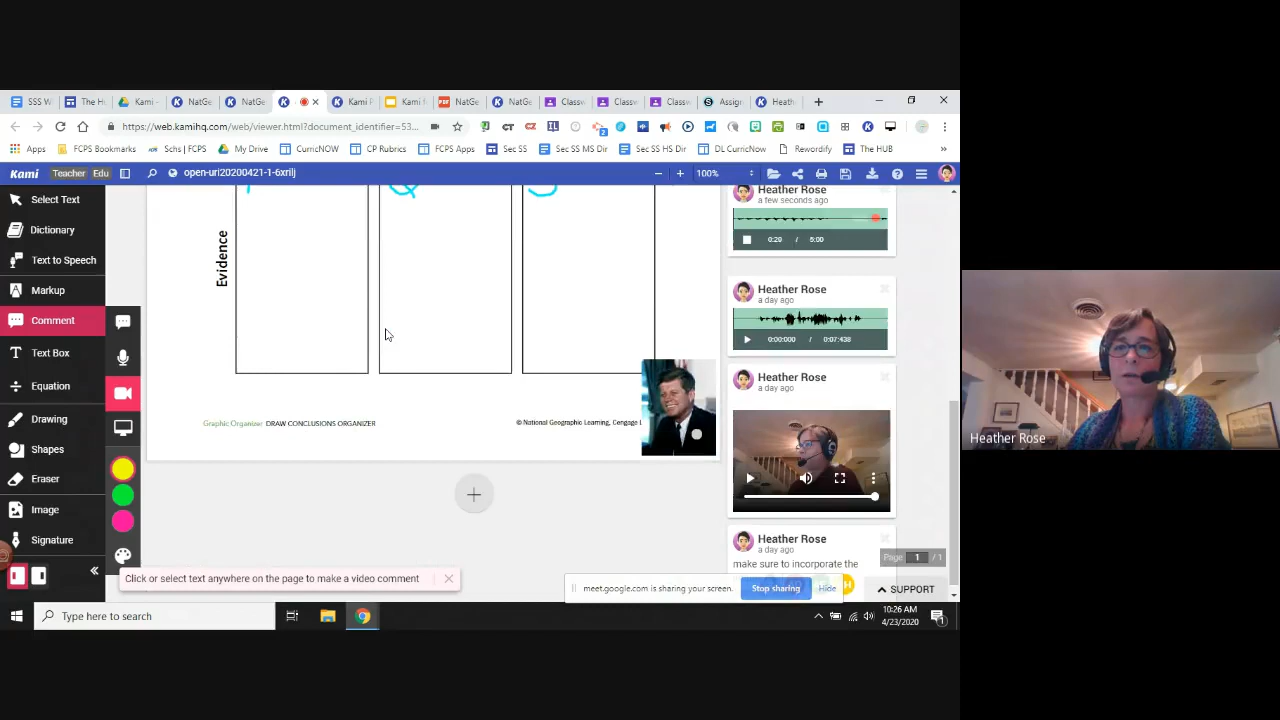 SSS W The H Kami - NatGe NatGe Kami P Kami f NatGe NatGe Classw Classw Classw Assign Heath
https://web.kamihq.com/web/viewer.html?document_identifier=53...
Apps FCPS Bookmarks Schs | FCPS My Drive CurricNOW CP Rubrics FCPS Apps Sec SS Sec SS MS Dir Sec SS HS Dir DL CurricNow Rewordify The HUB »
Kami Teacher Edu open-uri20200421-1-6xrilj 100%
Select Text
Dictionary
Text to Speech
Markup
Comment
Text Box
Equation
Drawing
Shapes
Eraser
Image
Signature
Evidence
Graphic Organizer DRAW CONCLUSIONS ORGANIZER
© National Geographic Learning, Cengage L
Heather Rose
a few seconds ago
0:29 / 5:00
Heather Rose
a day ago
0:00:000 / 0:07:438
Heather Rose
a day ago
Heather Rose
a day ago
make sure to incorporate the
Page 1 / 1
Click or select text anywhere on the page to make a video comment
meet.google.com is sharing your screen. Stop sharing Hide
SUPPORT
Type here to search
10:26 AM
4/23/2020
Heather Rose